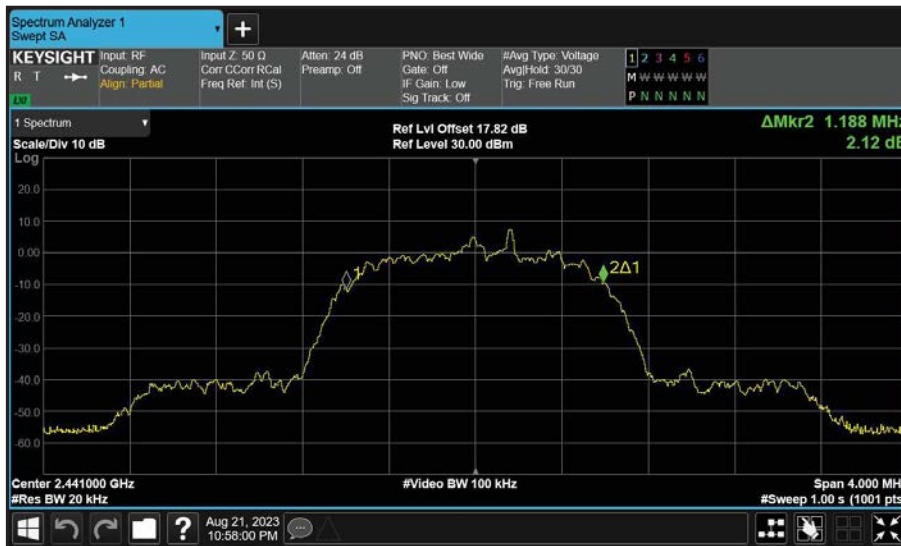 Spectrum Analyzer 1
Swept SA
+
KEYSIGHT
R T
LXI
Input: RF
Coupling: AC
Align: Partial
Input Z: 50 Ω
Corr CCorr RCal
Freq Ref: Int (S)
Atten: 24 dB
Preamp: Off
PNO: Best Wide
Gate: Off
IF Gain: Low
Sig Track: Off
#Avg Type: Voltage
Avg|Hold: 30/30
Trig: Free Run
1 2 3 4 5 6
M W W W W W
P N N N N N
1 Spectrum
Scale/Div 10 dB
Ref Lvl Offset 17.82 dB
Ref Level 30.00 dBm
ΔMkr2 1.188 MHz
2.12 dB
Log
20.0
10.0
0.00
-10.0
-20.0
-30.0
-40.0
-50.0
-60.0
1
2Δ1
Center 2.441000 GHz
#Video BW 100 kHz
Span 4.000 MH
#Res BW 20 kHz
#Sweep 1.00 s (1001 pts
?
Aug 21, 2023
10:58:00 PM